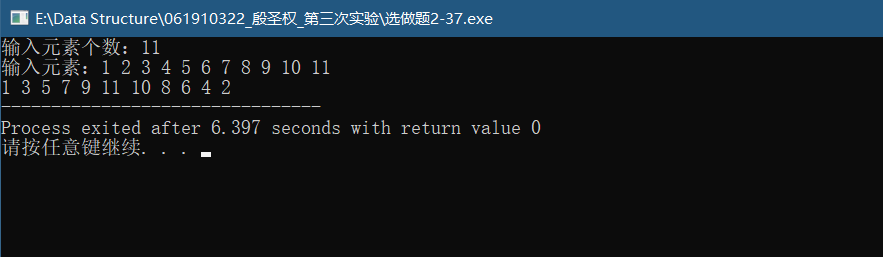 E:\Data Structure\061910322_殷圣权_第三次实验\选做题2-37.exe
输入元素个数：11
输入元素：1 2 3 4 5 6 7 8 9 10 11
1 3 5 7 9 11 10 8 6 4 2
--------------------------------
Process exited after 6.397 seconds with return value 0
请按任意键继续. . .